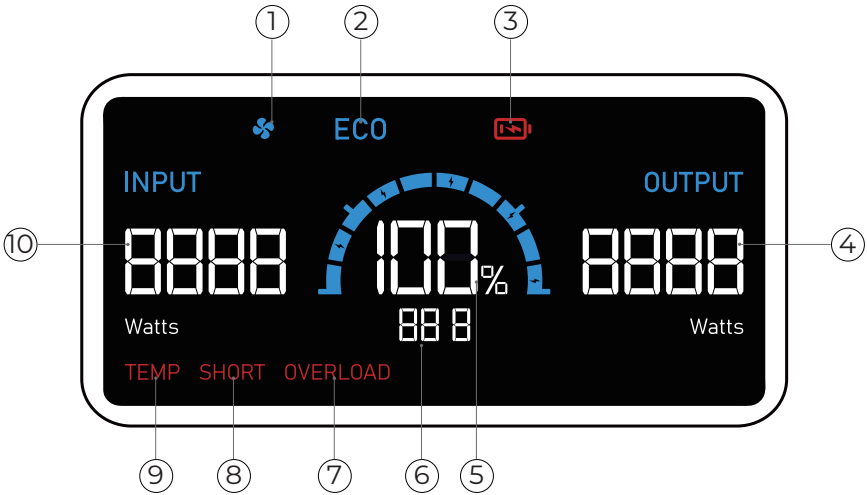 ① ② ③
ECO
INPUT OUTPUT
⑩ 8888 100% 8888 ④
88 8
Watts Watts
TEMP SHORT OVERLOAD
⑨ ⑧ ⑦ ⑥ ⑤